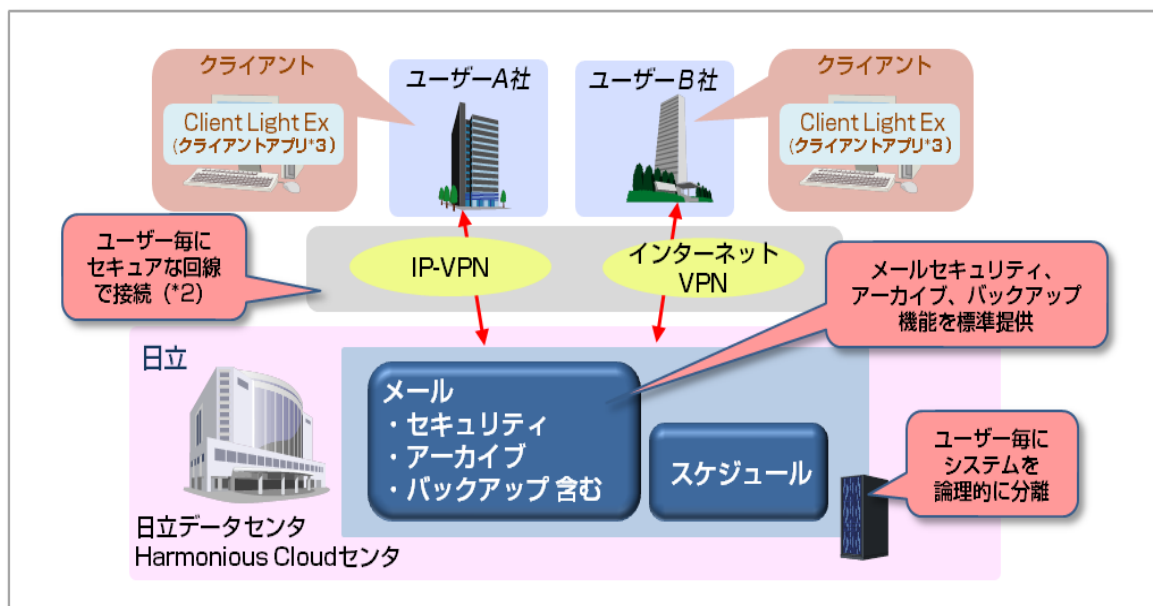 クライアント
Client Light Ex
(クライアントアプリ*3)
ユーザーA社
ユーザーB社
クライアント
Client Light Ex
(クライアントアプリ*3)
ユーザー毎に
セキュアな回線
で接続 (*2)
IP-VPN
インターネット
VPN
メールセキュリティ、
アーカイブ、バックアップ
機能を標準提供
日立
メール
・セキュリティ
・アーカイブ
・バックアップ 含む
スケジュール
ユーザー毎に
システムを
論理的に分離
日立データセンタ
Harmonious Cloudセンタ